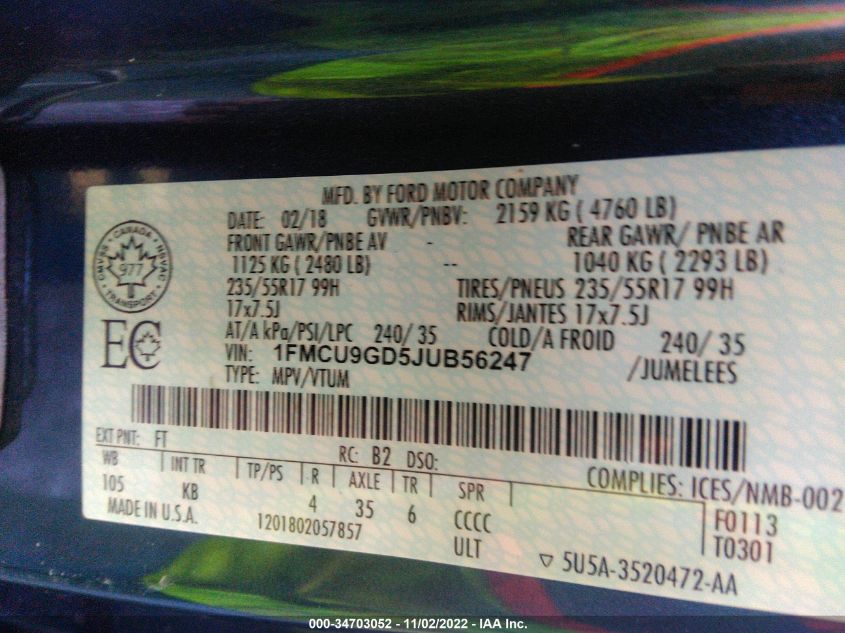 MFD. BY FORD MOTOR COMPANY
DATE: 02/18 GVWR/PNBV: 2159 KG ( 4760 LB)
FRONT GAWR/PNBE AV - REAR GAWR/ PNBE AR
1125 KG ( 2480 LB) -- 1040 KG ( 2293 LB)
235/55R17 99H TIRES/PNEUS 235/55R17 99H
17x7.5J RIMS/JANTES 17x7.5J
AT/A kPa/PSI/LPC 240/ 35 COLD/A FROID 240/ 35
VIN: 1FMCU9GD5JUB56247 /JUMELEES
TYPE: MPV/VTUM
CANADA
CMVSS NSVAC
977
TRANSPORT
EC
EXT PNT: FT RC: B2 DSO:
WB INT TR TP/PS R AXLE TR SPR COMPLIES: ICES/NMB-002
105 KB 4 35 6 CCCC F0113
MADE IN U.S.A. 1201802057857 ULT T0301
5U5A-3520472-AA
000-34703052 - 11/02/2022 - IAA Inc.